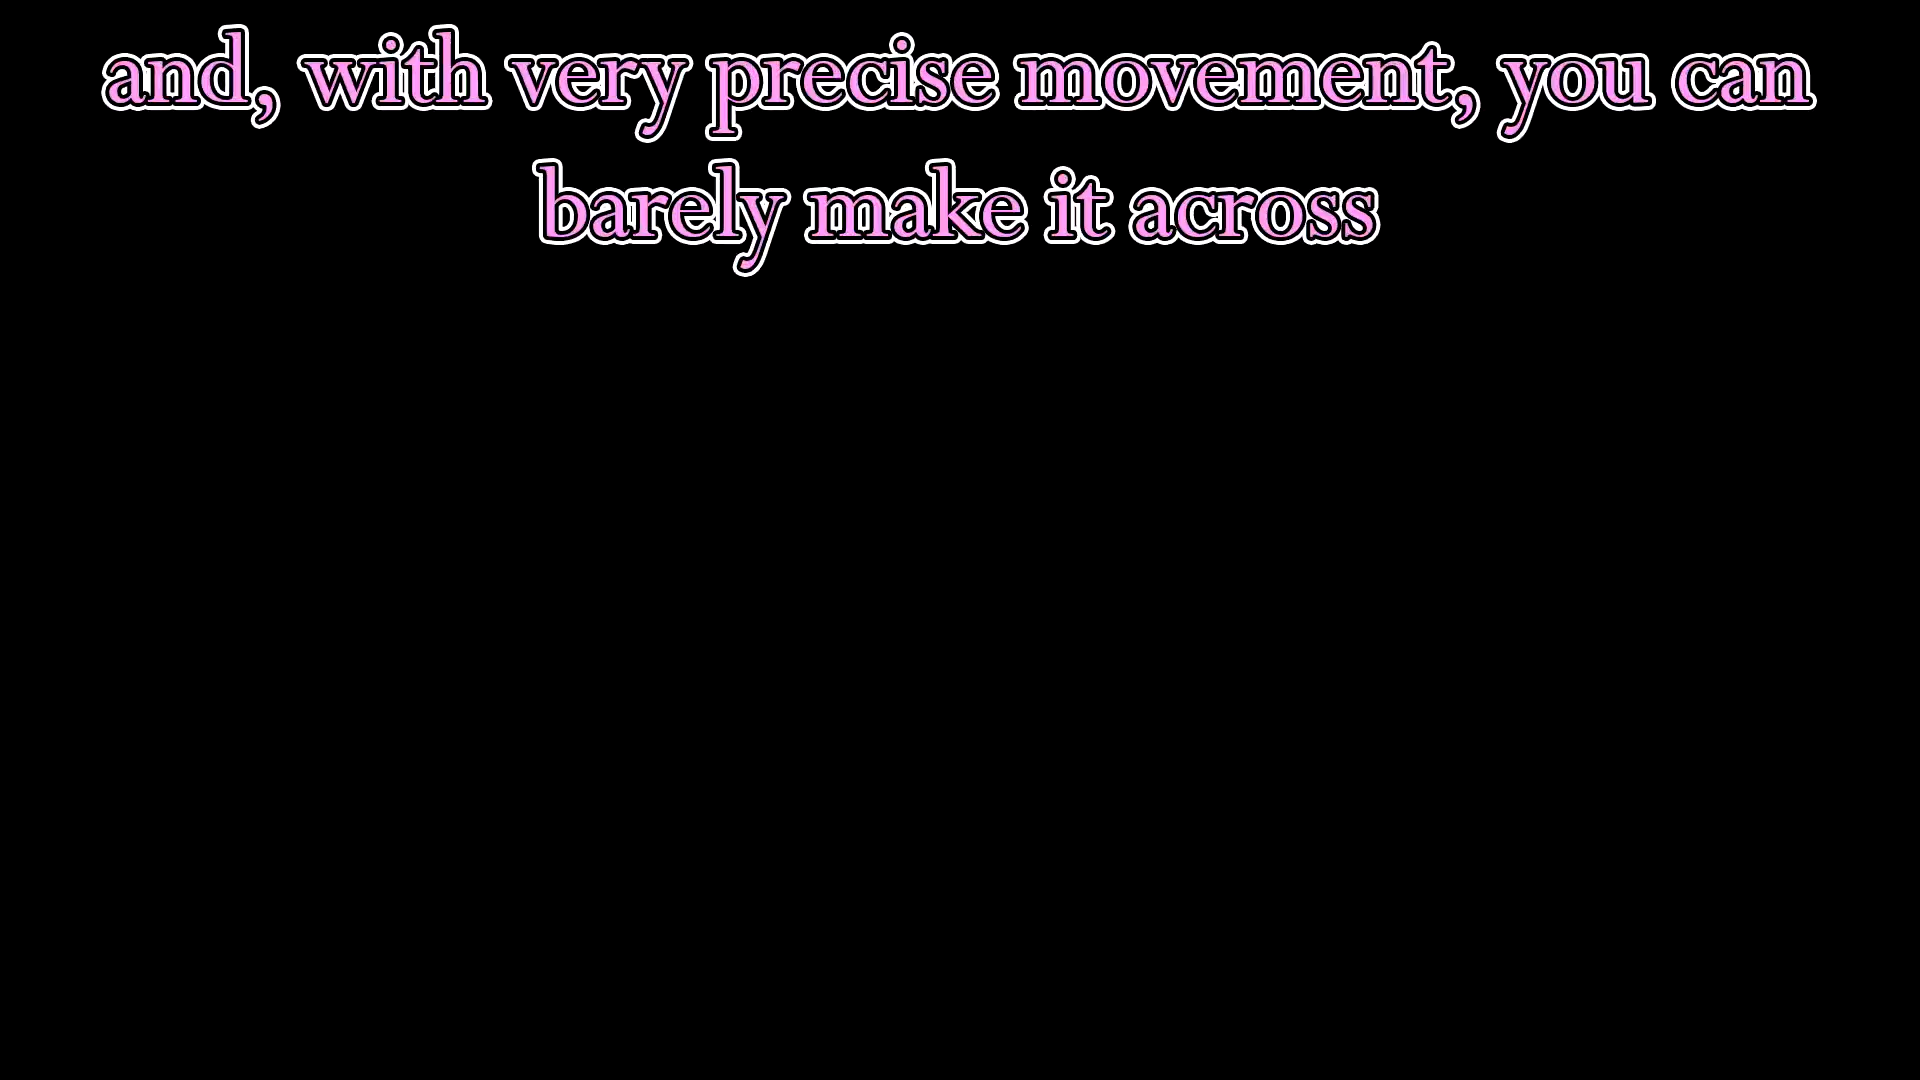 and, with very precise movement, you can
barely make it across